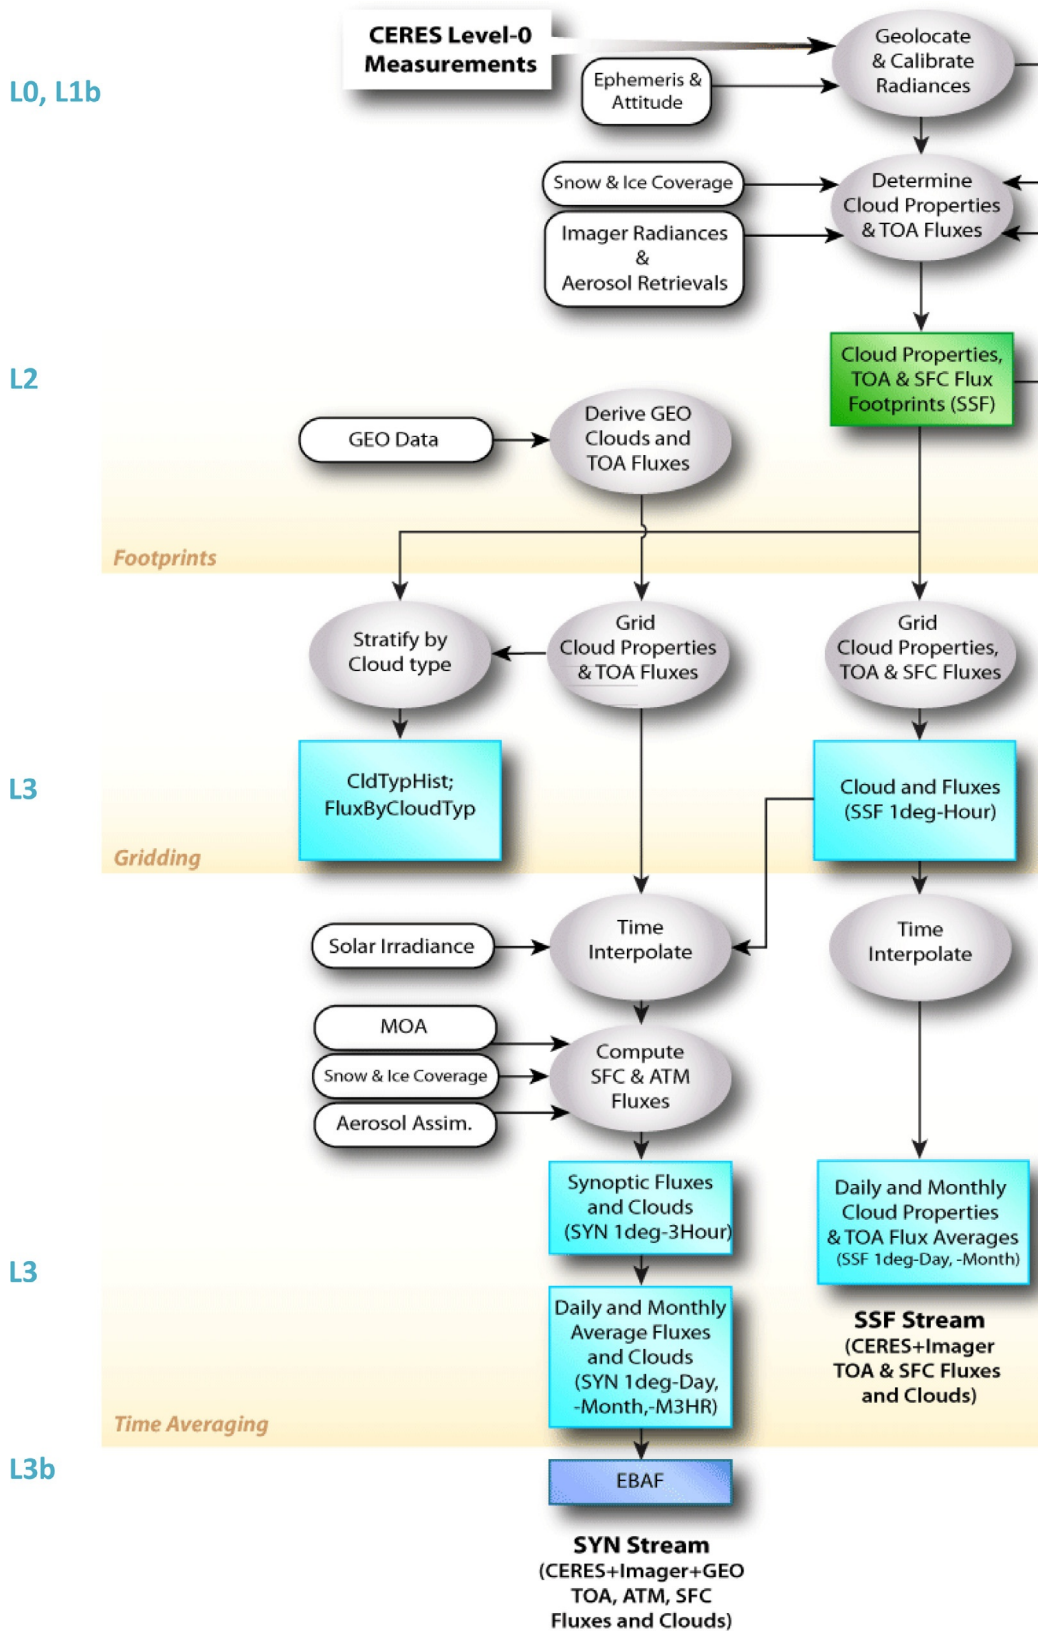 CERES Level-0
Measurements
Geolocate
& Calibrate
Radiances
L0, L1b
Ephemeris &
Attitude
Snow & Ice Coverage
Determine
Cloud Properties
& TOA Fluxes
Imager Radiances
&
Aerosol Retrievals
L2
Cloud Properties,
TOA & SFC Flux
Footprints (SSF)
GEO Data
Derive GEO
Clouds and
TOA Fluxes
Footprints
Stratify by
Cloud type
Grid
Cloud Properties
& TOA Fluxes
Grid
Cloud Properties,
TOA & SFC Fluxes
L3
CldTypHist;
FluxByCloudTyp
Cloud and Fluxes
(SSF 1deg-Hour)
Gridding
Solar Irradiance
Time
Interpolate
Time
Interpolate
MOA
Snow & Ice Coverage
Aerosol Assim.
Compute
SFC & ATM
Fluxes
Synoptic Fluxes
and Clouds
(SYN 1deg-3Hour)
Daily and Monthly
Cloud Properties
& TOA Flux Averages
(SSF 1deg-Day, -Month)
L3
Daily and Monthly
Average Fluxes
and Clouds
(SYN 1deg-Day,
-Month,-M3HR)
SSF Stream
(CERES+Imager
TOA & SFC Fluxes
and Clouds)
Time Averaging
L3b
EBAF
SYN Stream
(CERES+Imager+GEO
TOA, ATM, SFC
Fluxes and Clouds)